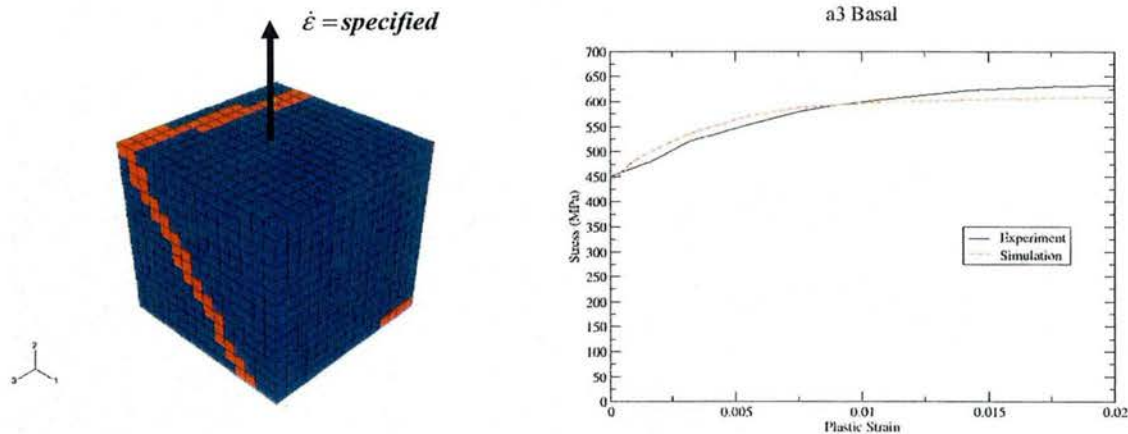 ε̇ = specified
2
3
1
a3 Basal
700
650
600
550
500
450
400
350
300
250
200
150
100
50
0
Stress (MPa)
Experiment
Simulation
0 0.005 0.01 0.015 0.02
Plastic Strain